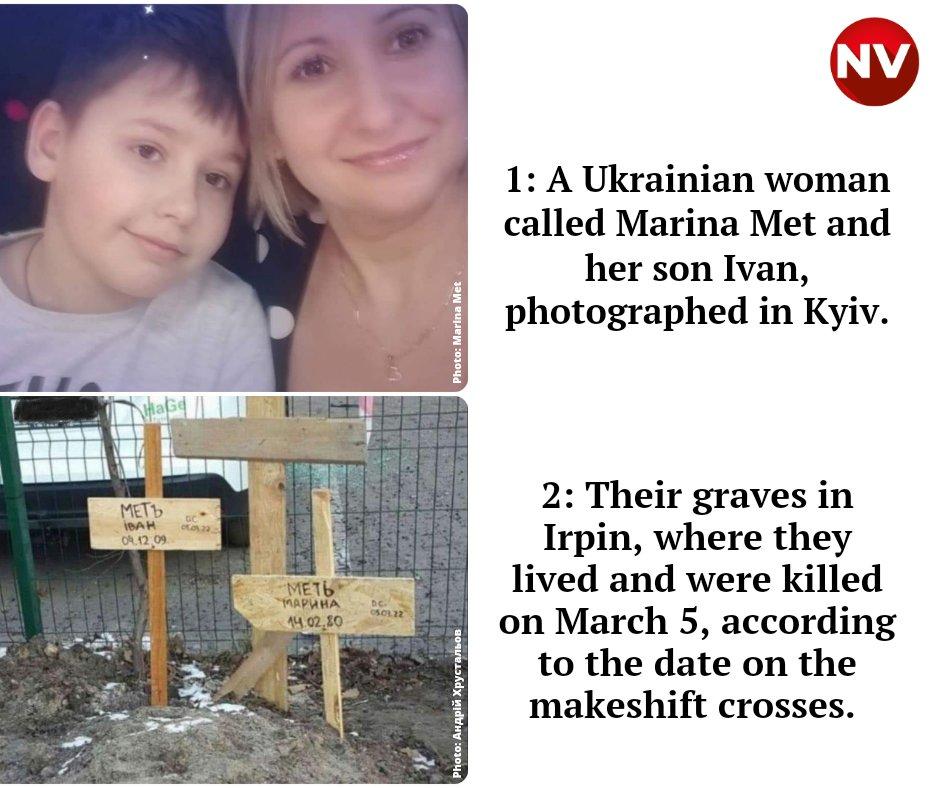 NV
1: A Ukrainian woman
called Marina Met and
her son Ivan,
photographed in Kyiv.
Photo: Marina Met
HaGe
МЕТЬ
ІВАН
04.12.09
D.C.
05.03.22
МЕТЬ
МАРИНА
14.02.80
D.C.
05.03.22
2: Their graves in
Irpin, where they
lived and were killed
on March 5, according
to the date on the
makeshift crosses.
Photo: Андрій Хрустальов